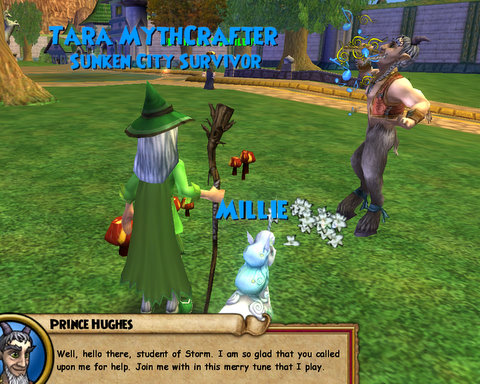 Tara MythCrafter
Sunken City Survivor
Millie
Prince Hughes
Well, hello there, student of Storm. I am so glad that you called
upon me for help. Join me with in this merry tune that I play.